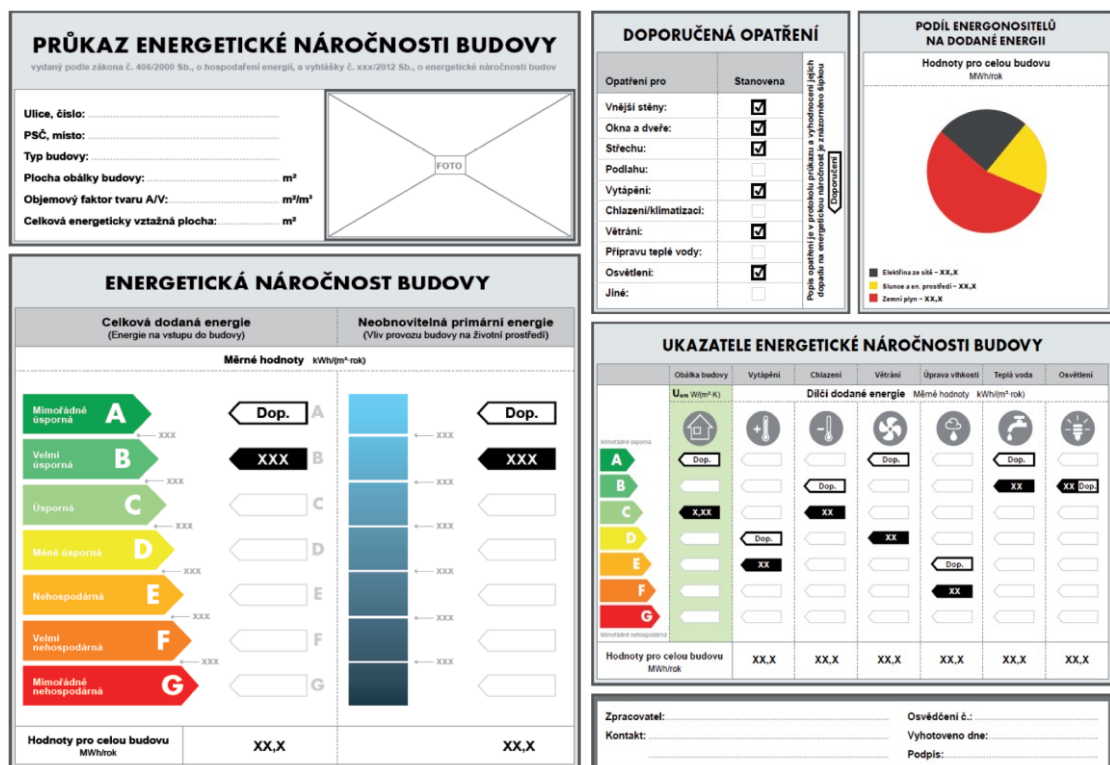 PRŮKAZ ENERGETICKÉ NÁROČNOSTI BUDOVY
vydaný podle zákona č. 406/2000 Sb., o hospodaření energií, a vyhlášky č. xxx/2012 Sb., o energetické náročnosti budov
Ulice, číslo:
PSČ, místo:
Typ budovy:
Plocha obálky budovy: m²
Objemový faktor tvaru A/V: m²/m³
Celková energeticky vztažná plocha: m²
FOTO
ENERGETICKÁ NÁROČNOST BUDOVY
Celková dodaná energie
(Energie na vstupu do budovy)
Neobnovitelná primární energie
(Vliv provozu budovy na životní prostředí)
Měrné hodnoty kWh/(m²·rok)
Mimořádně úsporná A Dop. A Dop.
XXX XXX
Velmi úsporná B XXX B XXX
XXX XXX
Úsporná C C
XXX XXX
Méně úsporná D D
XXX XXX
Nehospodárná E E
XXX XXX
Velmi nehospodárná F F
XXX XXX
Mimořádně nehospodárná G G
Hodnoty pro celou budovu
MWh/rok
XX,X XX,X
DOPORUČENÁ OPATŘENÍ
Opatření pro Stanovena
Vnější stěny:
Okna a dveře:
Střechu:
Podlahu:
Vytápění:
Chlazení/klimatizaci:
Větrání:
Přípravu teplé vody:
Osvětlení:
Jiné:
Popis opatření je v protokolu průkazu a vyhodnocení jejich
dopadu na energetickou náročnost je znázorněno šipkou
Doporučení
PODÍL ENERGONOSITELŮ
NA DODANÉ ENERGII
Hodnoty pro celou budovu
MWh/rok
Elektřina ze sítě – XX,X
Slunce a en. prostředí – XX,X
Zemní plyn – XX,X
UKAZATELE ENERGETICKÉ NÁROČNOSTI BUDOVY
Obálka budovy Vytápění Chlazení Větrání Úprava vlhkosti Teplá voda Osvětlení
Uem W/(m²·K) Dílčí dodané energie Měrné hodnoty kWh/(m²·rok)
Mimořádně úsporná
A Dop. Dop. Dop.
B Dop. XX XX Dop.
C X,XX XX
D Dop. XX
E XX Dop.
F XX
G
Mimořádně nehospodárná
Hodnoty pro celou budovu
MWh/rok
XX,X XX,X XX,X XX,X XX,X XX,X
Zpracovatel: Osvědčení č.:
Kontakt: Vyhotoveno dne:
Podpis: